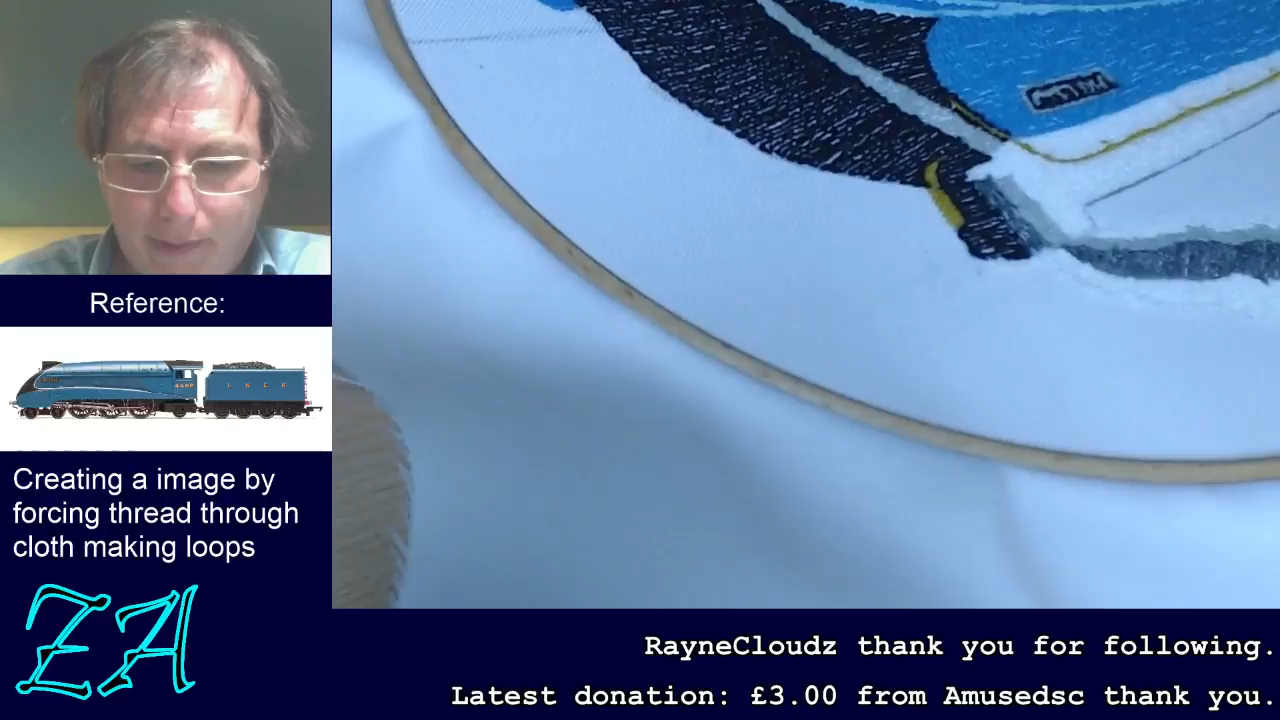 Reference:
Creating a image by
forcing thread through
cloth making loops
ZA
RayneCloudz thank you for following.
Latest donation: £3.00 from Amusedsc thank you.